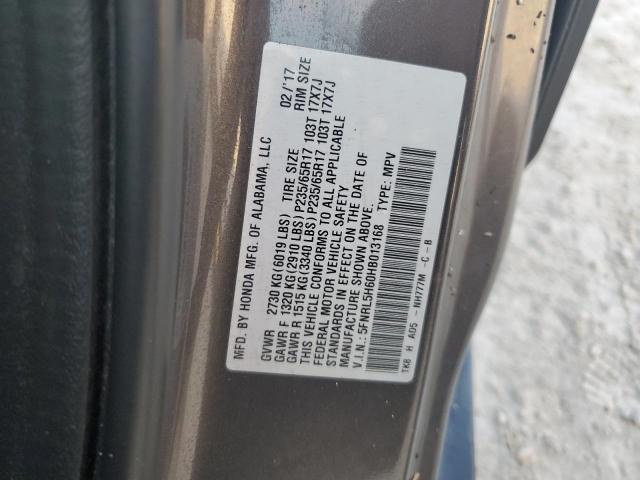 MFD. BY HONDA MFG. OF ALABAMA, LLC 02/'17
GVWR 2730 KG(6019 LBS) TIRE SIZE RIM SIZE
GAWR F 1320 KG(2910 LBS) P235/65R17 103T 17X7J
GAWR R 1515 KG(3340 LBS) P235/65R17 103T 17X7J
THIS VEHICLE CONFORMS TO ALL APPLICABLE
FEDERAL MOTOR VEHICLE SAFETY
STANDARDS IN EFFECT ON THE DATE OF
MANUFACTURE SHOWN ABOVE.
V.I.N.: 5FNRL5H60HB013168 TYPE: MPV
TK8 H A05 - NH777M - C - B